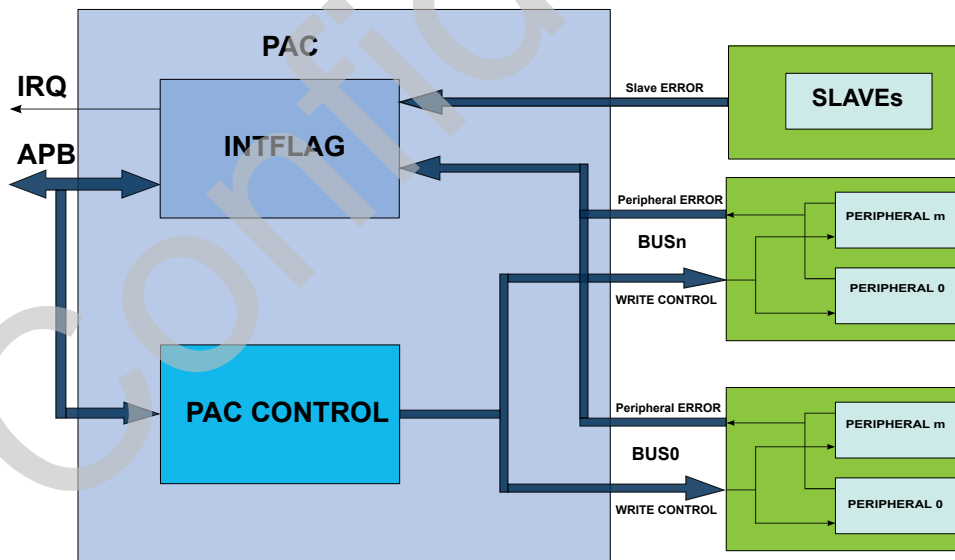 PAC
IRQ
APB
INTFLAG
Slave ERROR
SLAVEs
Peripheral ERROR
BUSn
WRITE CONTROL
PERIPHERAL m
PERIPHERAL 0
PAC CONTROL
Peripheral ERROR
BUS0
WRITE CONTROL
PERIPHERAL m
PERIPHERAL 0
Confid